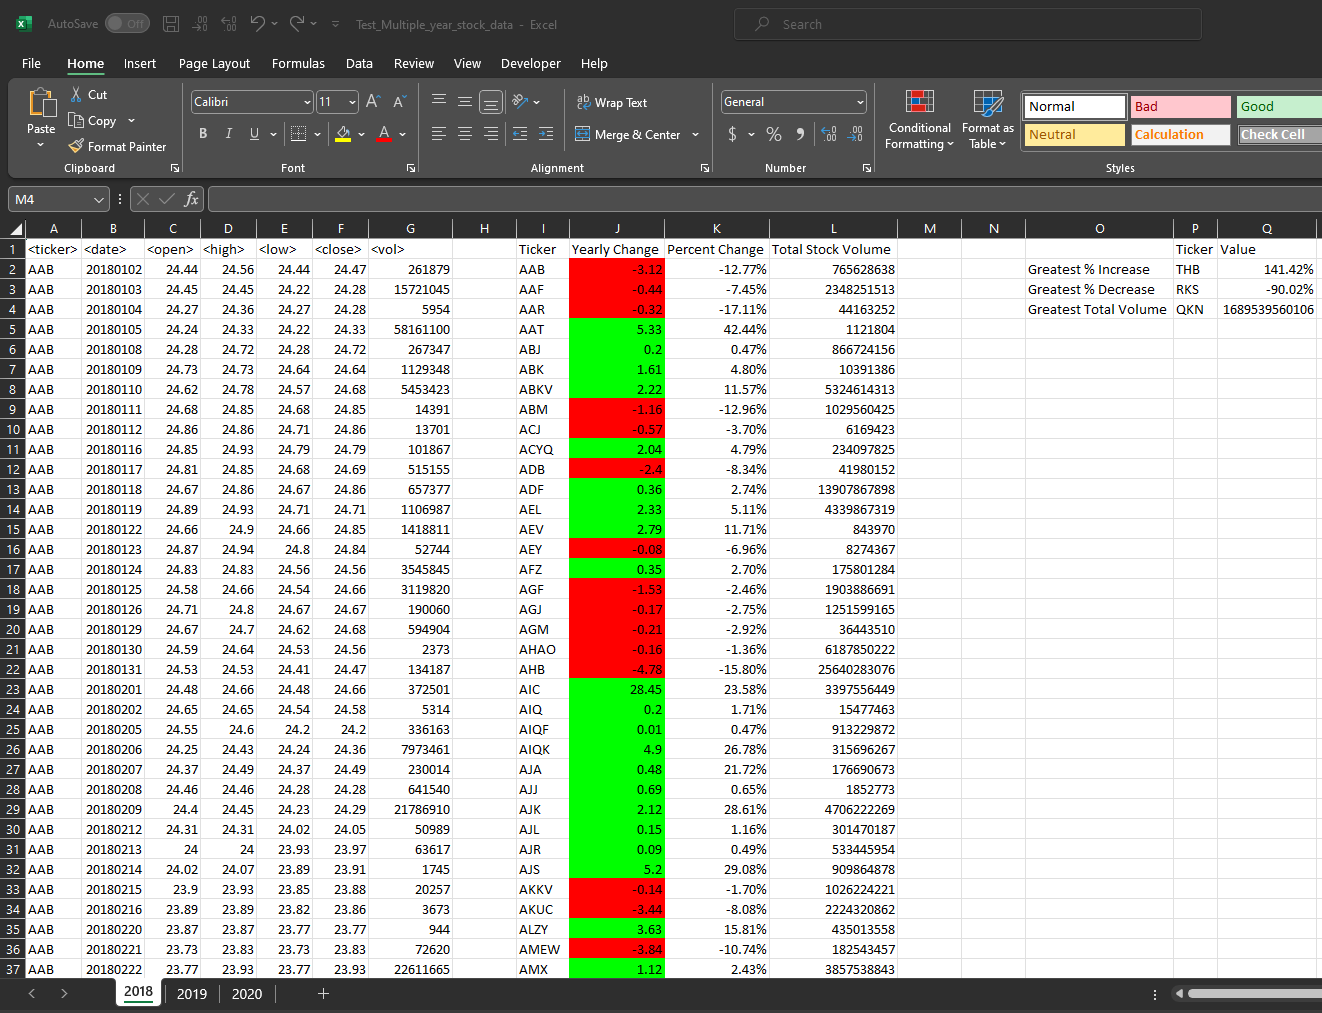 AutoSave Off Test_Multiple_year_stock_data - Excel Search
File Home Insert Page Layout Formulas Data Review View Developer Help
Cut Calibri 11 Wrap Text General Normal Bad Good
Copy
Paste Conditional Formatting Format as Table
Format Painter B I U A Merge & Center $ % Neutral Calculation Check Cell
Clipboard Font Alignment Number Styles
M4 fx
A B C D E F G H I J K L M N O P Q
1 <ticker> <date> <open> <high> <low> <close> <vol> Ticker Yearly Change Percent Change Total Stock Volume Ticker Value
2 AAB 20180102 24.44 24.56 24.44 24.47 261879 AAB -3.12 -12.77% 765628638 Greatest % Increase THB 141.42%
3 AAB 20180103 24.45 24.45 24.22 24.28 15721045 AAF -0.44 -7.45% 2348251513 Greatest % Decrease RKS -90.02%
4 AAB 20180104 24.27 24.36 24.27 24.28 5954 AAR -0.32 -17.11% 44163252 Greatest Total Volume QKN 1689539560106
5 AAB 20180105 24.24 24.33 24.22 24.33 58161100 AAT 5.33 42.44% 1121804
6 AAB 20180108 24.28 24.72 24.28 24.72 267347 ABJ 0.2 0.47% 866724156
7 AAB 20180109 24.73 24.73 24.64 24.64 1129348 ABK 1.61 4.80% 10391386
8 AAB 20180110 24.62 24.78 24.57 24.68 5453423 ABKV 2.22 11.57% 5324614313
9 AAB 20180111 24.68 24.85 24.68 24.85 14391 ABM -1.16 -12.96% 1029560425
10 AAB 20180112 24.86 24.86 24.71 24.86 13701 ACJ -0.57 -3.70% 6169423
11 AAB 20180116 24.85 24.93 24.79 24.79 101867 ACYQ 2.04 4.79% 234097825
12 AAB 20180117 24.81 24.85 24.68 24.69 515155 ADB -2.4 -8.34% 41980152
13 AAB 20180118 24.67 24.86 24.67 24.86 657377 ADF 0.36 2.74% 13907867898
14 AAB 20180119 24.89 24.93 24.71 24.71 1106987 AEL 2.33 5.11% 4339867319
15 AAB 20180122 24.66 24.9 24.66 24.85 1418811 AEV 2.79 11.71% 843970
16 AAB 20180123 24.87 24.94 24.8 24.84 52744 AEY -0.08 -6.96% 8274367
17 AAB 20180124 24.83 24.83 24.56 24.56 3545845 AFZ 0.35 2.70% 175801284
18 AAB 20180125 24.58 24.66 24.54 24.66 3119820 AGF -1.53 -2.46% 1903886691
19 AAB 20180126 24.71 24.8 24.67 24.67 190060 AGJ -0.17 -2.75% 1251599165
20 AAB 20180129 24.67 24.7 24.62 24.68 594904 AGM -0.21 -2.92% 36443510
21 AAB 20180130 24.59 24.64 24.53 24.56 2373 AHAO -0.16 -1.36% 6187850222
22 AAB 20180131 24.53 24.53 24.41 24.47 134187 AHB -4.78 -15.80% 25640283076
23 AAB 20180201 24.48 24.66 24.48 24.66 372501 AIC 28.45 23.58% 3397556449
24 AAB 20180202 24.65 24.65 24.54 24.58 5314 AIQ 0.2 1.71% 15477463
25 AAB 20180205 24.55 24.6 24.2 24.2 336163 AIQF 0.01 0.47% 913229872
26 AAB 20180206 24.25 24.43 24.24 24.36 7973461 AIQK 4.9 26.78% 315696267
27 AAB 20180207 24.37 24.49 24.37 24.49 230014 AJA 0.48 21.72% 176690673
28 AAB 20180208 24.46 24.46 24.28 24.28 641540 AJJ 0.69 0.65% 1852773
29 AAB 20180209 24.4 24.45 24.23 24.29 21786910 AJK 2.12 28.61% 4706222269
30 AAB 20180212 24.31 24.31 24.02 24.05 50989 AJL 0.15 1.16% 301470187
31 AAB 20180213 24 24 23.93 23.97 63617 AJR 0.09 0.49% 533445954
32 AAB 20180214 24.02 24.07 23.89 23.91 1745 AJS 5.2 29.08% 909864878
33 AAB 20180215 23.9 23.93 23.85 23.88 20257 AKKV -0.14 -1.70% 1026224221
34 AAB 20180216 23.89 23.89 23.82 23.86 3673 AKUC -3.44 -8.08% 2224320862
35 AAB 20180220 23.87 23.87 23.77 23.77 944 ALZY 3.63 15.81% 435013558
36 AAB 20180221 23.73 23.83 23.73 23.83 72620 AMEW -3.84 -10.74% 182543457
37 AAB 20180222 23.77 23.93 23.77 23.93 22611665 AMX 1.12 2.43% 3857538843
2018 2019 2020